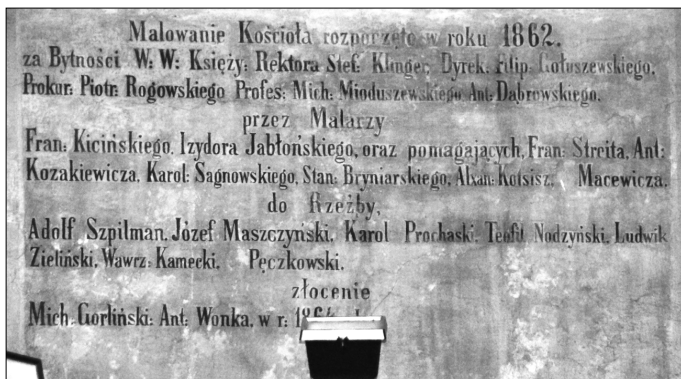 Malowanie Kościoła rozporzęto w roku 1862.
za Bytności W: W: Księży: Rektora Stef: Klinger, Dyrek: Filip: Gołuszewskiego,
Prokur: Piotr: Rogowskiego Profes: Mich: Mioduszewskiego Ant: Dąbrowskiego,
przez Malarzy
Fran: Kicińskiego, Izydora Jabłońskiego, oraz pomagających, Fran: Streita, Ant:
Kozakiewicza, Karol: Sagnowskiego, Stan: Bryniarskiego, Alxan: Kotsisz, Macewicza,
do Rzeźby,
Adolf Szpilman, Józef Maszczyński, Karol Prochaski, Teofil Nodzyński, Ludwik
Zieliński, Wawrz: Kamecki, Pęczkowski,
złocenie
Mich: Gorliński: Ant: Wonka, w r: